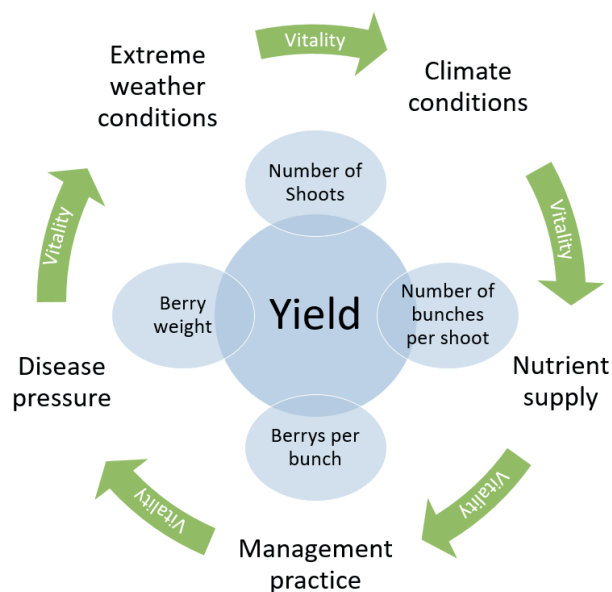 Vitality
Extreme
weather
conditions
Climate
conditions
Number of
Shoots
Vitality
Vitality
Berry
weight
Yield
Number of
bunches
per shoot
Disease
pressure
Nutrient
supply
Berrys per
bunch
Vitality
Vitality
Management
practice